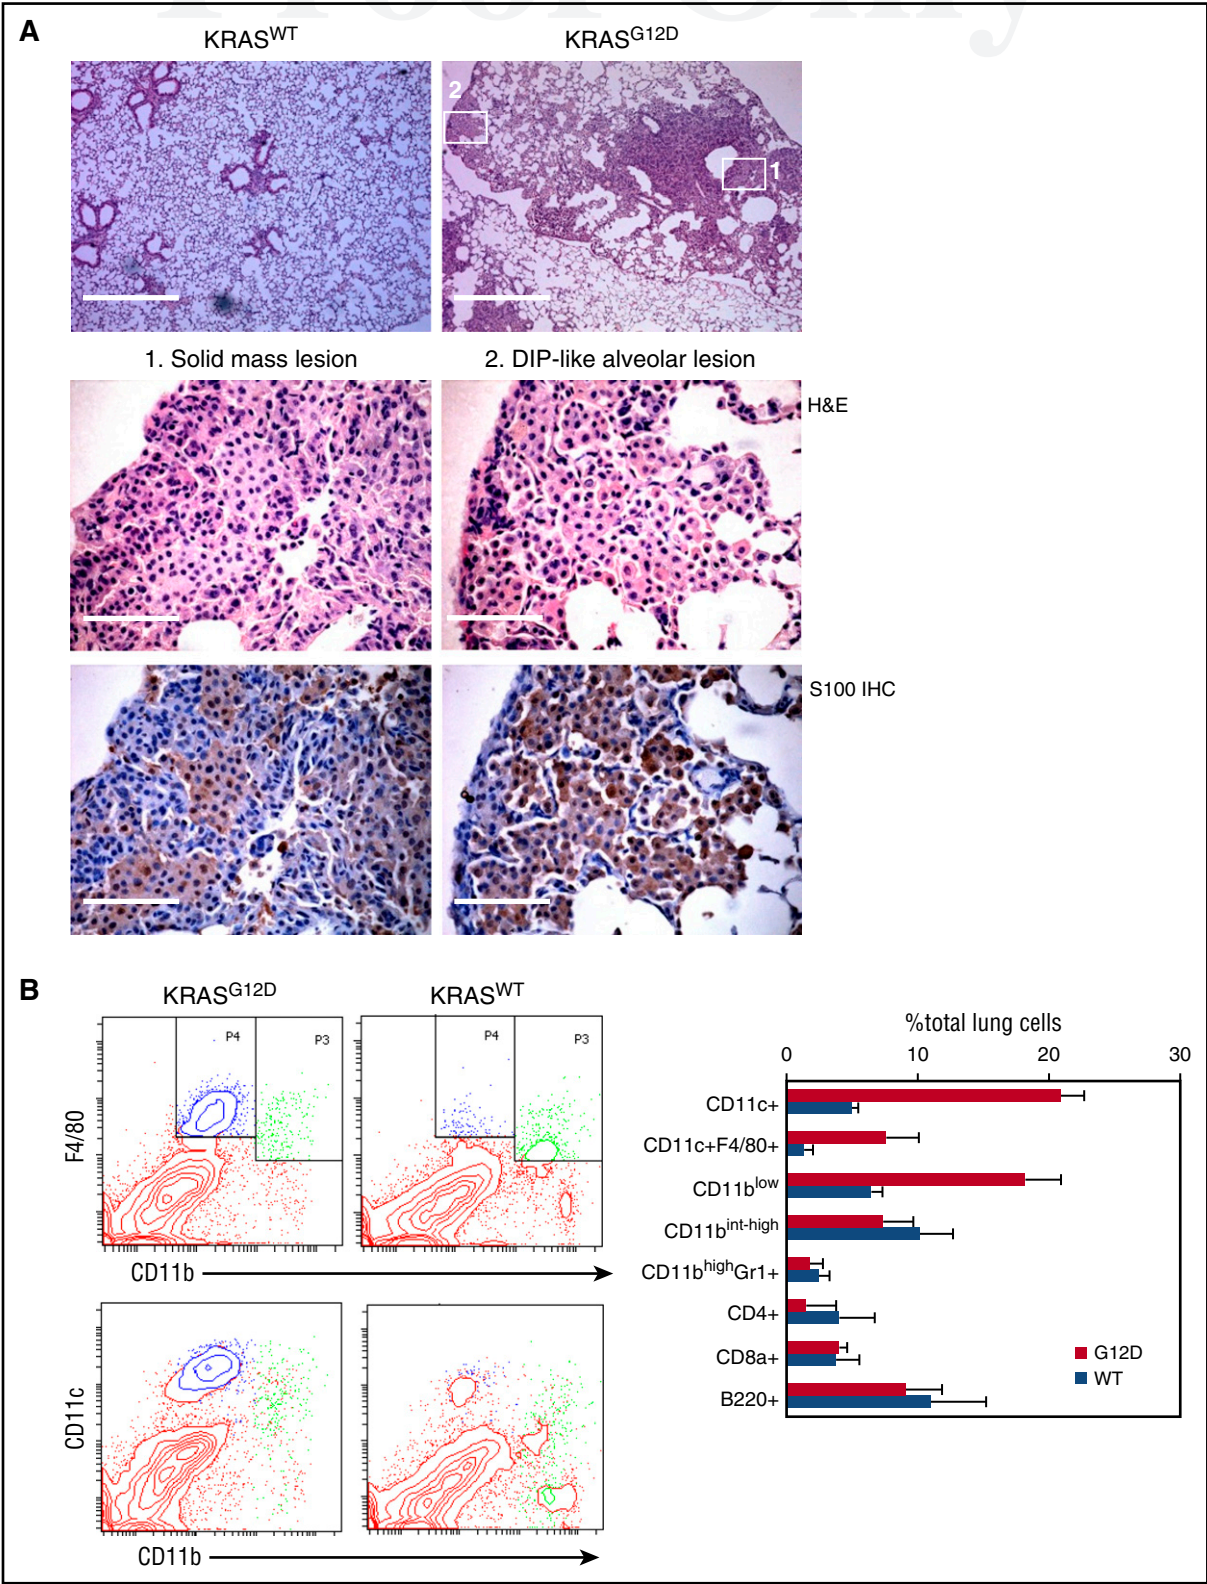 Proof Only
A
KRASWT
KRASG12D
2
1
1. Solid mass lesion
2. DIP-like alveolar lesion
H&E
S100 IHC
B
KRASG12D
KRASWT
P4
P3
P4
P3
F4/80
CD11b
CD11c
CD11b
%total lung cells
0
10
20
30
CD11c+
CD11c+F4/80+
CD11blow
CD11bint-high
CD11bhighGr1+
CD4+
CD8a+
B220+
G12D
WT